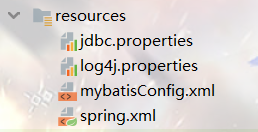 resources
jdbc.properties
log4j.properties
mybatisConfig.xml
spring.xml